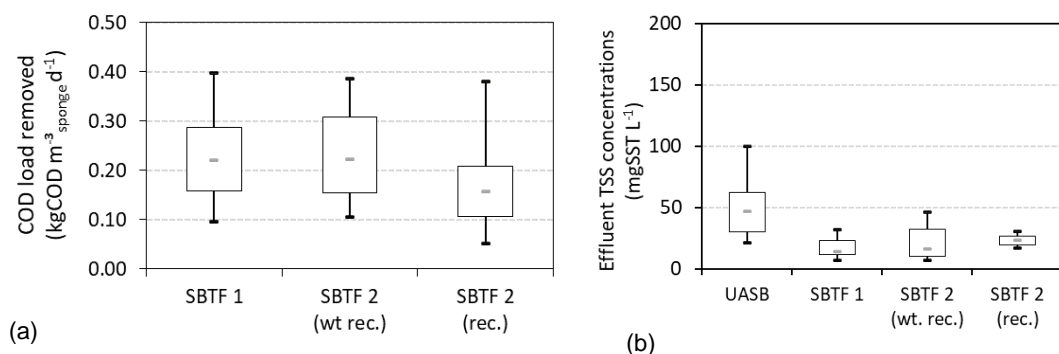 COD load removed
(kgCOD m⁻³sponge d⁻¹)
0.50
0.40
0.30
0.20
0.10
0.00
SBTF 1
SBTF 2
(wt rec.)
SBTF 2
(rec.)
(a)
Effluent TSS concentrations
(mgSST L⁻¹)
200
150
100
50
0
UASB
SBTF 1
SBTF 2
(wt. rec.)
SBTF 2
(rec.)
(b)